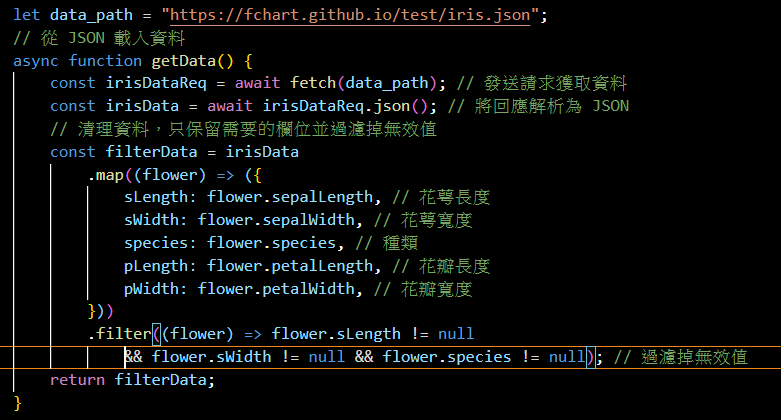 let data_path = "https://fchart.github.io/test/iris.json";
// 從 JSON 載入資料
async function getData() {
    const irisDataReq = await fetch(data_path); // 發送請求獲取資料
    const irisData = await irisDataReq.json(); // 將回應解析為 JSON
    // 清理資料，只保留需要的欄位並過濾掉無效值
    const filterData = irisData
        .map((flower) => ({
            sLength: flower.sepalLength, // 花萼長度
            sWidth: flower.sepalWidth, // 花萼寬度
            species: flower.species, // 種類
            pLength: flower.petalLength, // 花瓣長度
            pWidth: flower.petalWidth, // 花瓣寬度
        }))
        .filter((flower) => flower.sLength != null
            && flower.sWidth != null && flower.species != null); // 過濾掉無效值
    return filterData;
}